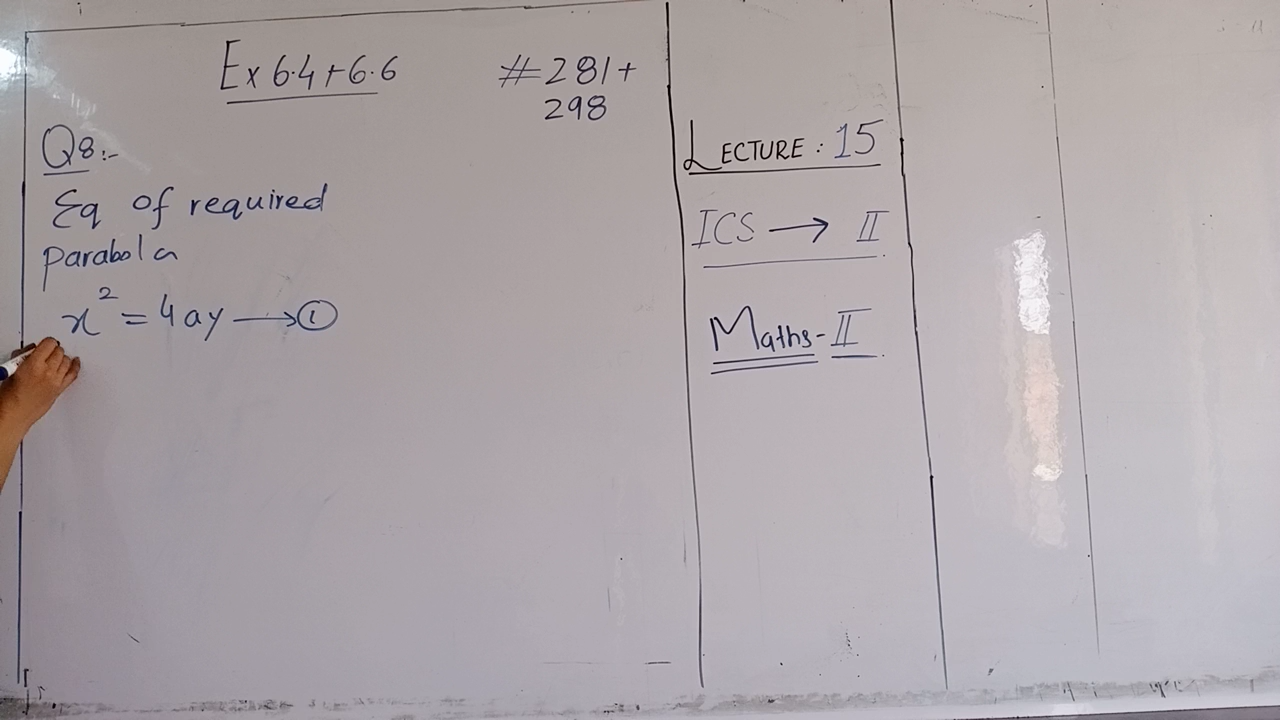 Ex 6.4+6.6
#281+
298
Q8:-
Eq of required
parabola
x² = 4ay → ①
LECTURE: 15
ICS → II
Maths-II